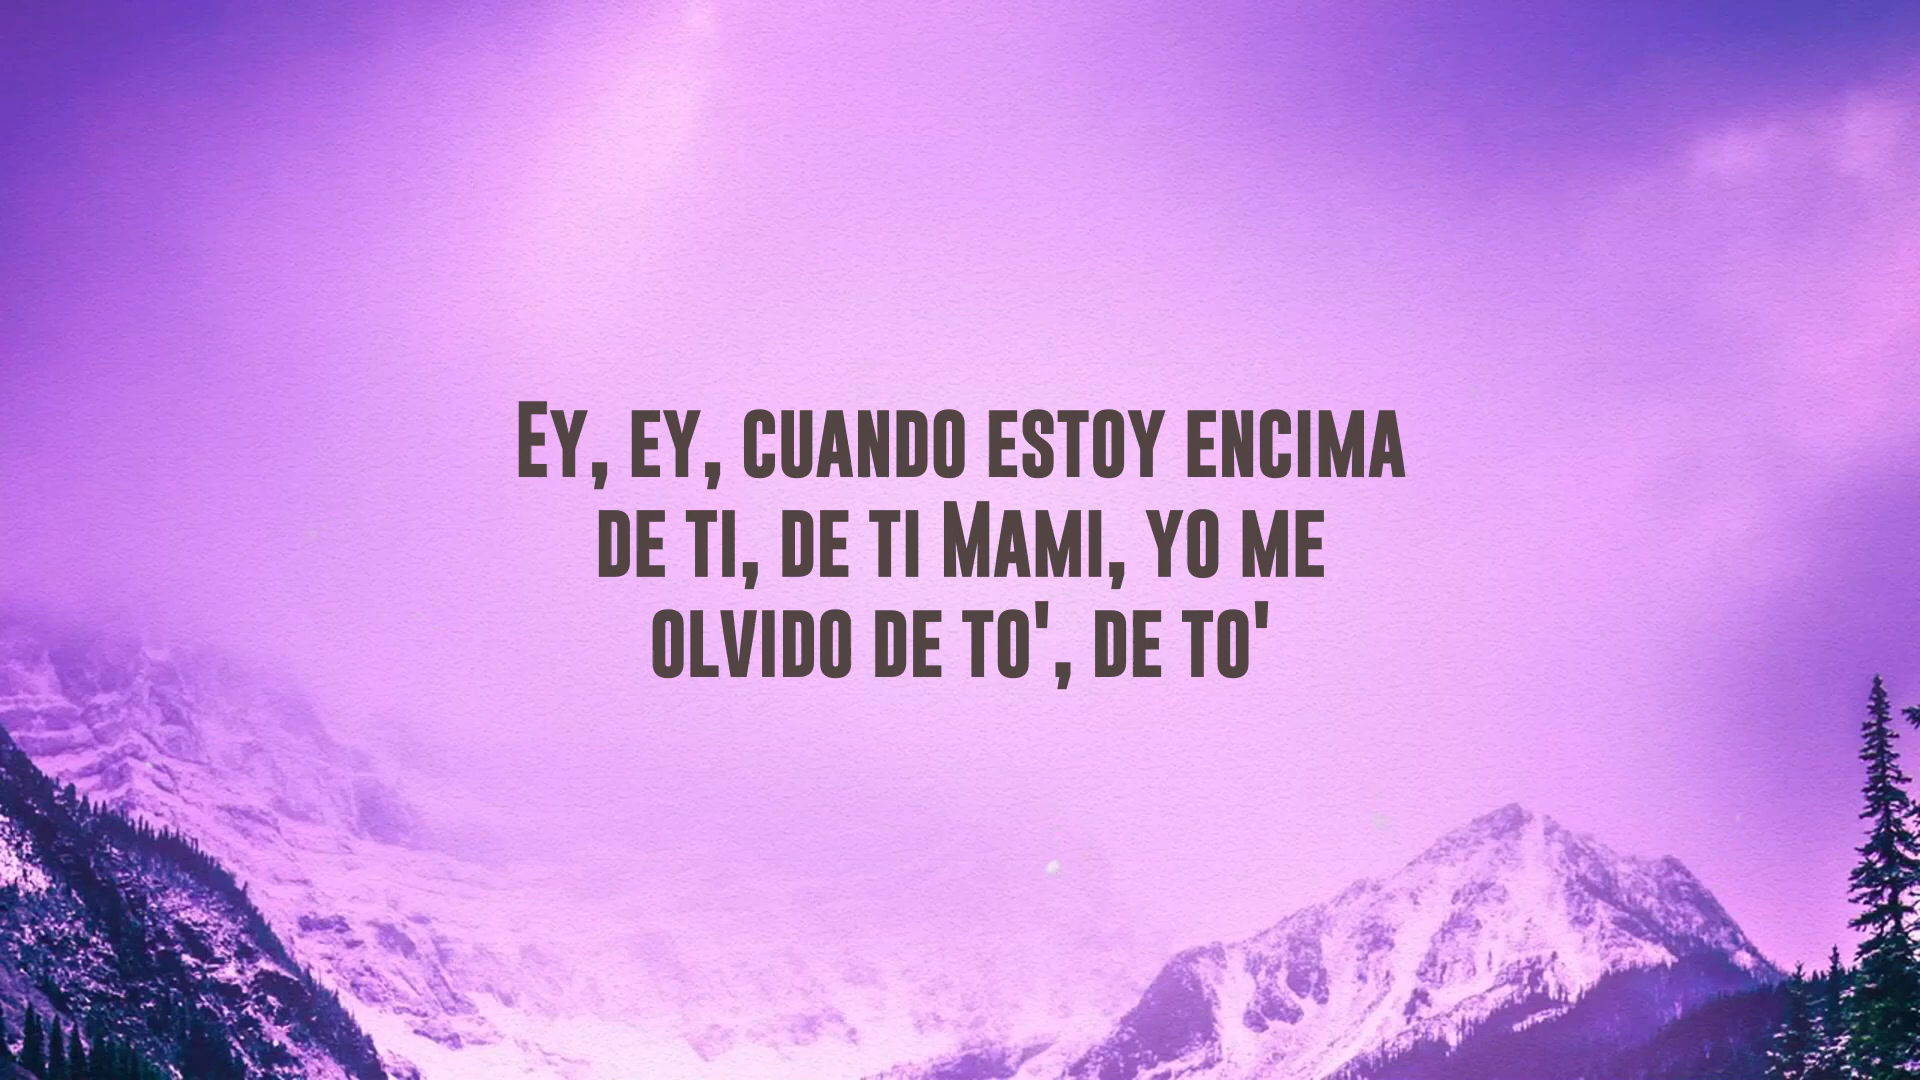 Ey, ey, cuando estoy encima
de ti, de ti Mami, yo me
olvido de to', de to'